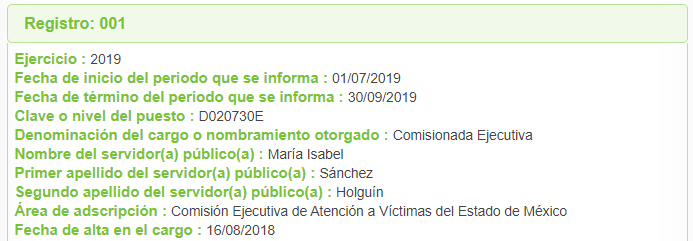 Registro: 001
Ejercicio : 2019
Fecha de inicio del periodo que se informa : 01/07/2019
Fecha de término del periodo que se informa : 30/09/2019
Clave o nivel del puesto : D020730E
Denominación del cargo o nombramiento otorgado : Comisionada Ejecutiva
Nombre del servidor(a) público(a) : María Isabel
Primer apellido del servidor(a) público(a) : Sánchez
Segundo apellido del servidor(a) público(a) : Holguín
Área de adscripción : Comisión Ejecutiva de Atención a Víctimas del Estado de México
Fecha de alta en el cargo : 16/08/2018